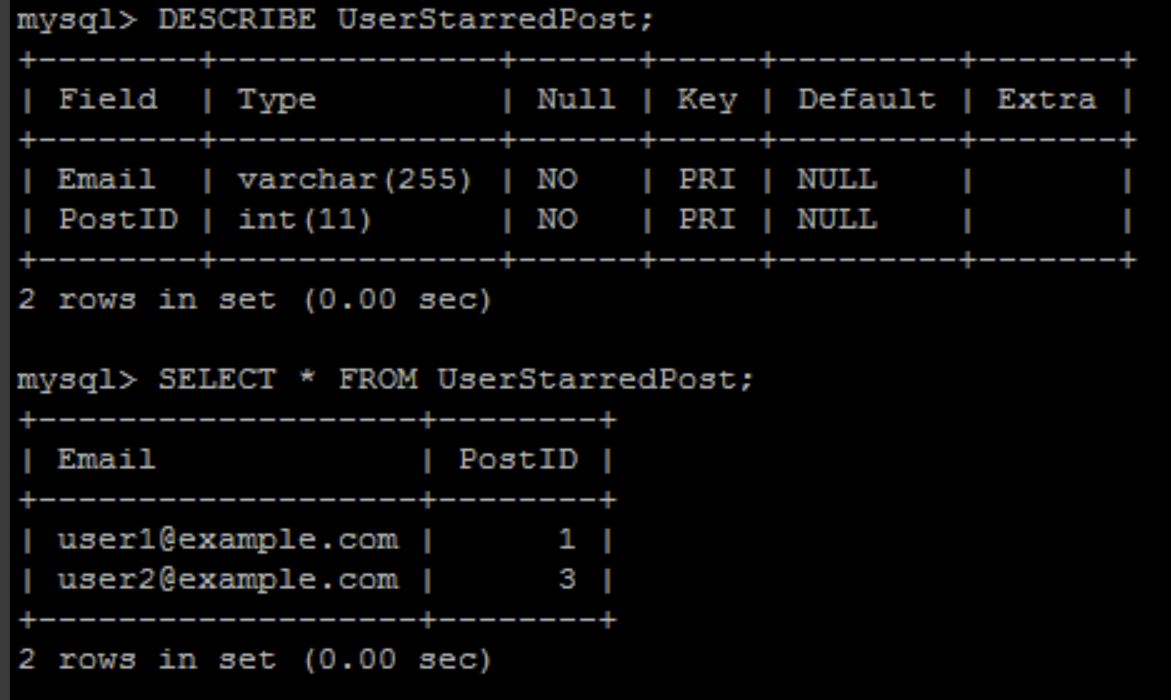 mysql> DESCRIBE UserStarredPost;
+--------+--------------+------+-----+---------+-------+
| Field  | Type         | Null | Key | Default | Extra |
+--------+--------------+------+-----+---------+-------+
| Email  | varchar(255) | NO   | PRI | NULL    |       |
| PostID | int(11)      | NO   | PRI | NULL    |       |
+--------+--------------+------+-----+---------+-------+
2 rows in set (0.00 sec)
mysql> SELECT * FROM UserStarredPost;
+-------------------+--------+
| Email             | PostID |
+-------------------+--------+
| user1@example.com |      1 |
| user2@example.com |      3 |
+-------------------+--------+
2 rows in set (0.00 sec)